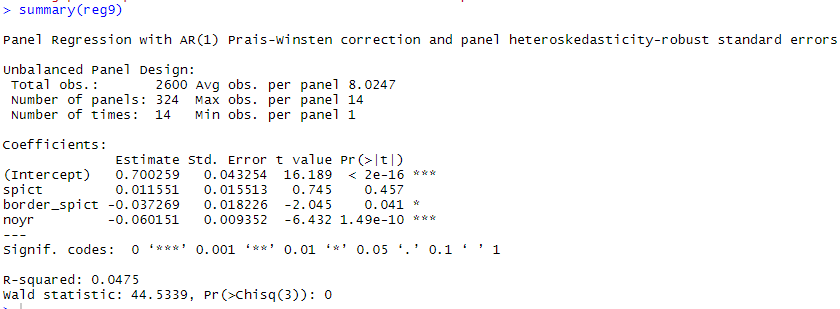 > summary(reg9)
Panel Regression with AR(1) Prais-Winsten correction and panel heteroskedasticity-robust standard errors
Unbalanced Panel Design:
Total obs.:       2600 Avg obs. per panel 8.0247
Number of panels: 324  Max obs. per panel 14
Number of times:  14   Min obs. per panel 1
Coefficients:
Estimate Std. Error t value Pr(>|t|)
(Intercept)   0.700259   0.043254  16.189  < 2e-16 ***
spict         0.011551   0.015513   0.745    0.457
border_spict -0.037269   0.018226  -2.045    0.041 *
noyr         -0.060151   0.009352  -6.432 1.49e-10 ***
---
Signif. codes:  0 ‘***’ 0.001 ‘**’ 0.01 ‘*’ 0.05 ‘.’ 0.1 ‘ ’ 1
R-squared: 0.0475
Wald statistic: 44.5339, Pr(>Chisq(3)): 0